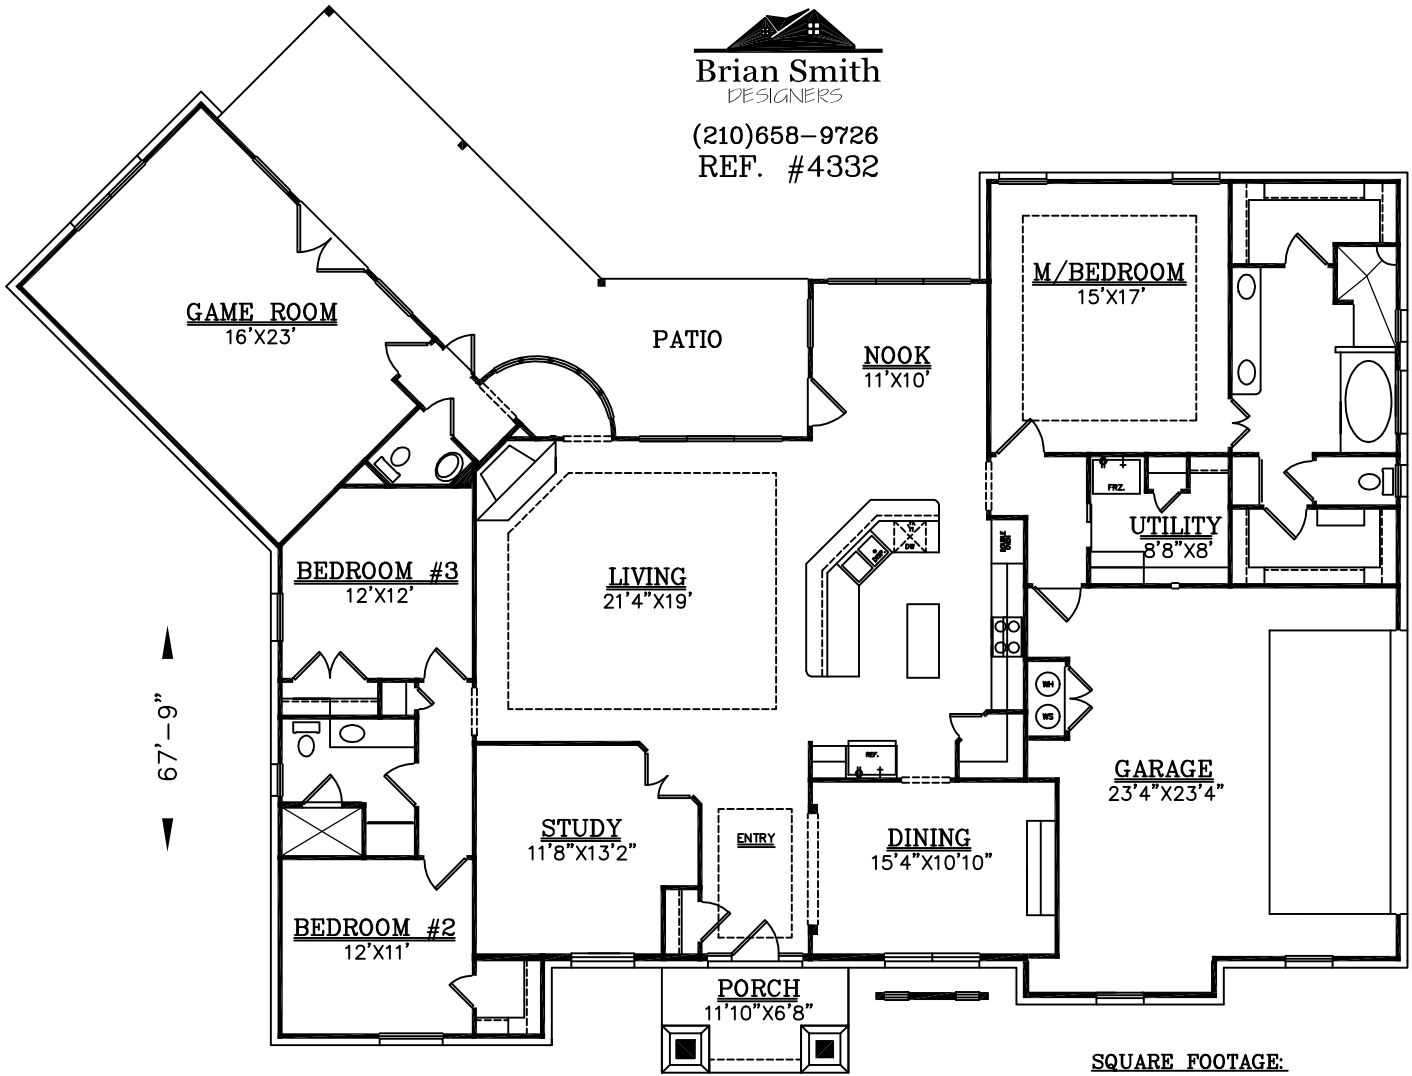 Brian Smith
DESIGNERS
(210)658-9726
REF. #4332
M/BEDROOM
15'X17'
GAME ROOM
16'X23'
PATIO
NOOK
11'X10'
FRZ.
UTILITY
8'8"X8'
BEDROOM #3
12'X12'
LIVING
21'4"X19'
DW
DISP.
DOUBLE
OVEN
67'-9"
WH
WS
REF.
GARAGE
23'4"X23'4"
STUDY
11'8"X13'2"
ENTRY
DINING
15'4"X10'10"
BEDROOM #2
12'X11'
PORCH
11'10"X6'8"
SQUARE FOOTAGE: